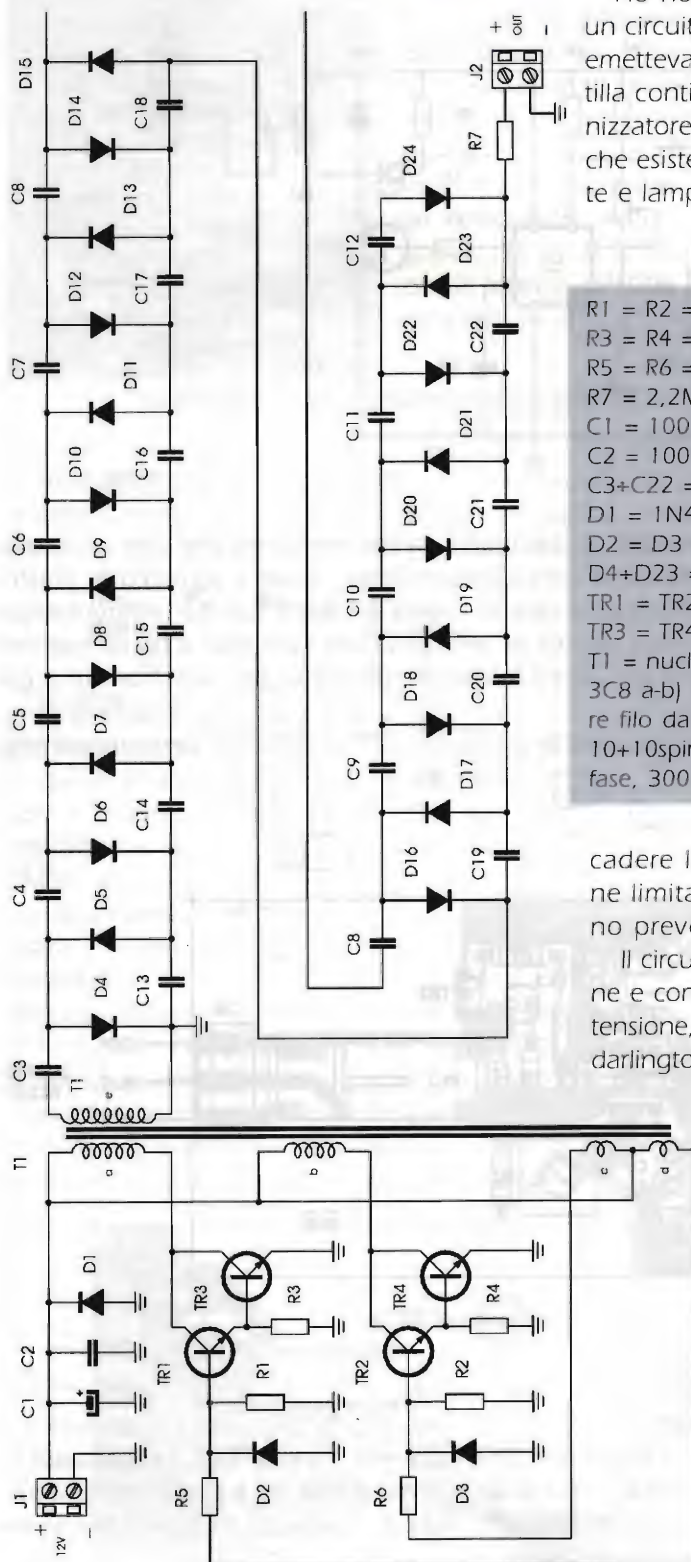 un circuit
emetteva
tilla conti
nizzatore
che esiste
te e lamp
R1 = R2 =
R3 = R4 =
R5 = R6 =
R7 = 2,2M
C1 = 100
C2 = 100
C3÷C22 =
D1 = 1N4
D2 = D3
D4÷D23 =
TR1 = TR2
TR3 = TR4
T1 = nucl
3C8 a-b)
re filo da
10+10spir
fase, 300
cadere l
ne limita
no preve
Il circu
ne e con
tensione,
darlingto
J1
+
12V
-
C1
+
C2
D1
T1
a
b
c
d
TR1
TR3
R3
R1
R5
D2
TR2
TR4
R4
R2
R6
D3
T1
e
C3
C4
C5
C6
C7
C8
D4
D5
D6
D7
D8
D9
D10
D11
D12
D13
D14
D15
C13
C14
C15
C16
C17
C18
C8
C9
C10
C11
C12
D16
D17
D18
D19
D20
D21
D22
D23
D24
C19
C20
C21
C22
R7
J2
+
OUT
-